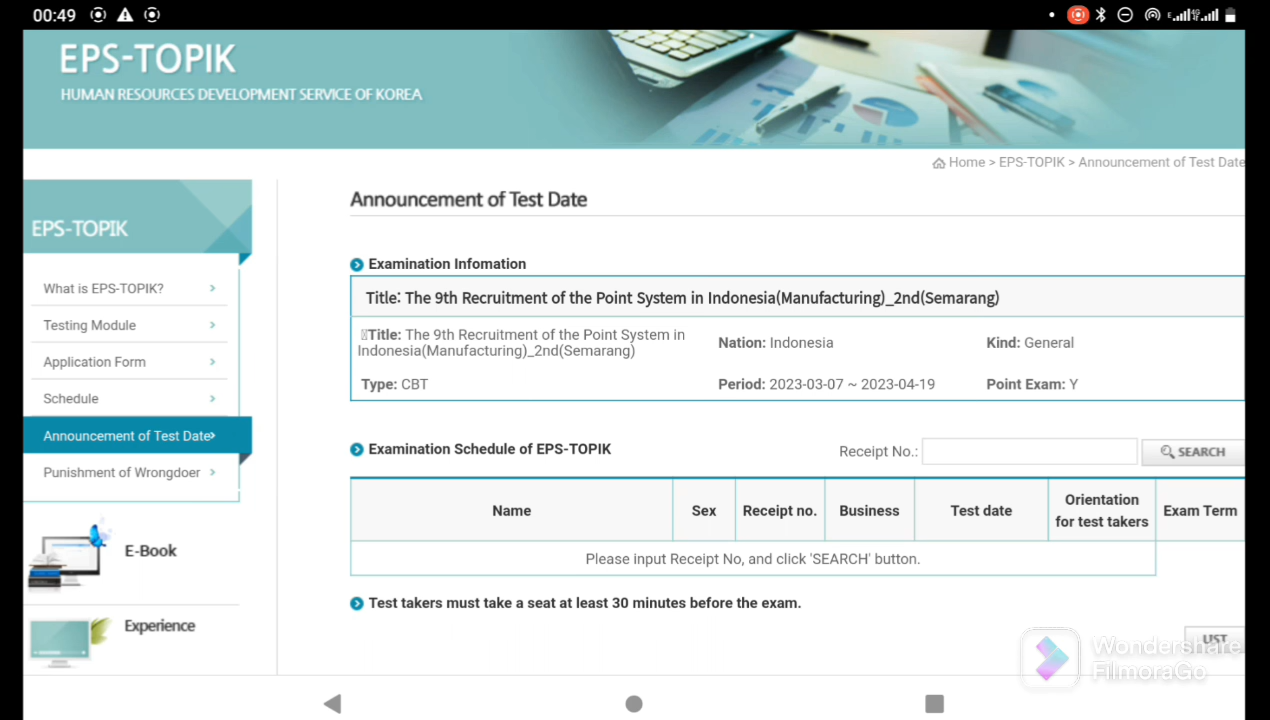 00:49
EPS-TOPIK
HUMAN RESOURCES DEVELOPMENT SERVICE OF KOREA
Home > EPS-TOPIK > Announcement of Test Date
EPS-TOPIK
What is EPS-TOPIK?
Testing Module
Application Form
Schedule
Announcement of Test Date
Punishment of Wrongdoer
E-Book
Experience
Announcement of Test Date
Examination Infomation
Title: The 9th Recruitment of the Point System in Indonesia(Manufacturing)_2nd(Semarang)
Title: The 9th Recruitment of the Point System in
Indonesia(Manufacturing)_2nd(Semarang)
Nation: Indonesia
Kind: General
Type: CBT
Period: 2023-03-07 ~ 2023-04-19
Point Exam: Y
Examination Schedule of EPS-TOPIK
Receipt No.:
SEARCH
Name
Sex
Receipt no.
Business
Test date
Orientation
for test takers
Exam Term
Please input Receipt No, and click 'SEARCH' button.
Test takers must take a seat at least 30 minutes before the exam.
LIST
Wondershare
FilmoraGo